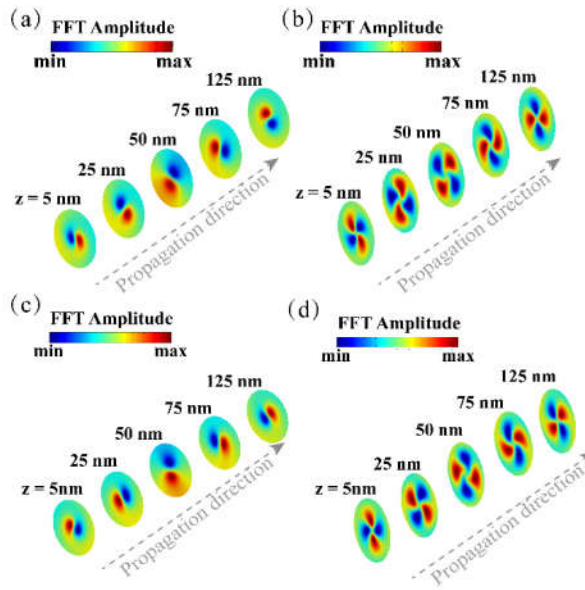 (a)
FFT Amplitude
min max
125 nm
75 nm
50 nm
25 nm
z = 5 nm
Propagation direction
(b)
FFT Amplitude
min max
125 nm
75 nm
50 nm
25 nm
z = 5 nm
Propagation direction
(c)
FFT Amplitude
min max
125 nm
75 nm
50 nm
25 nm
z = 5nm
Propagation direction
(d)
FFT Amplitude
min max
125 nm
75 nm
50 nm
25 nm
z = 5nm
Propagation direction